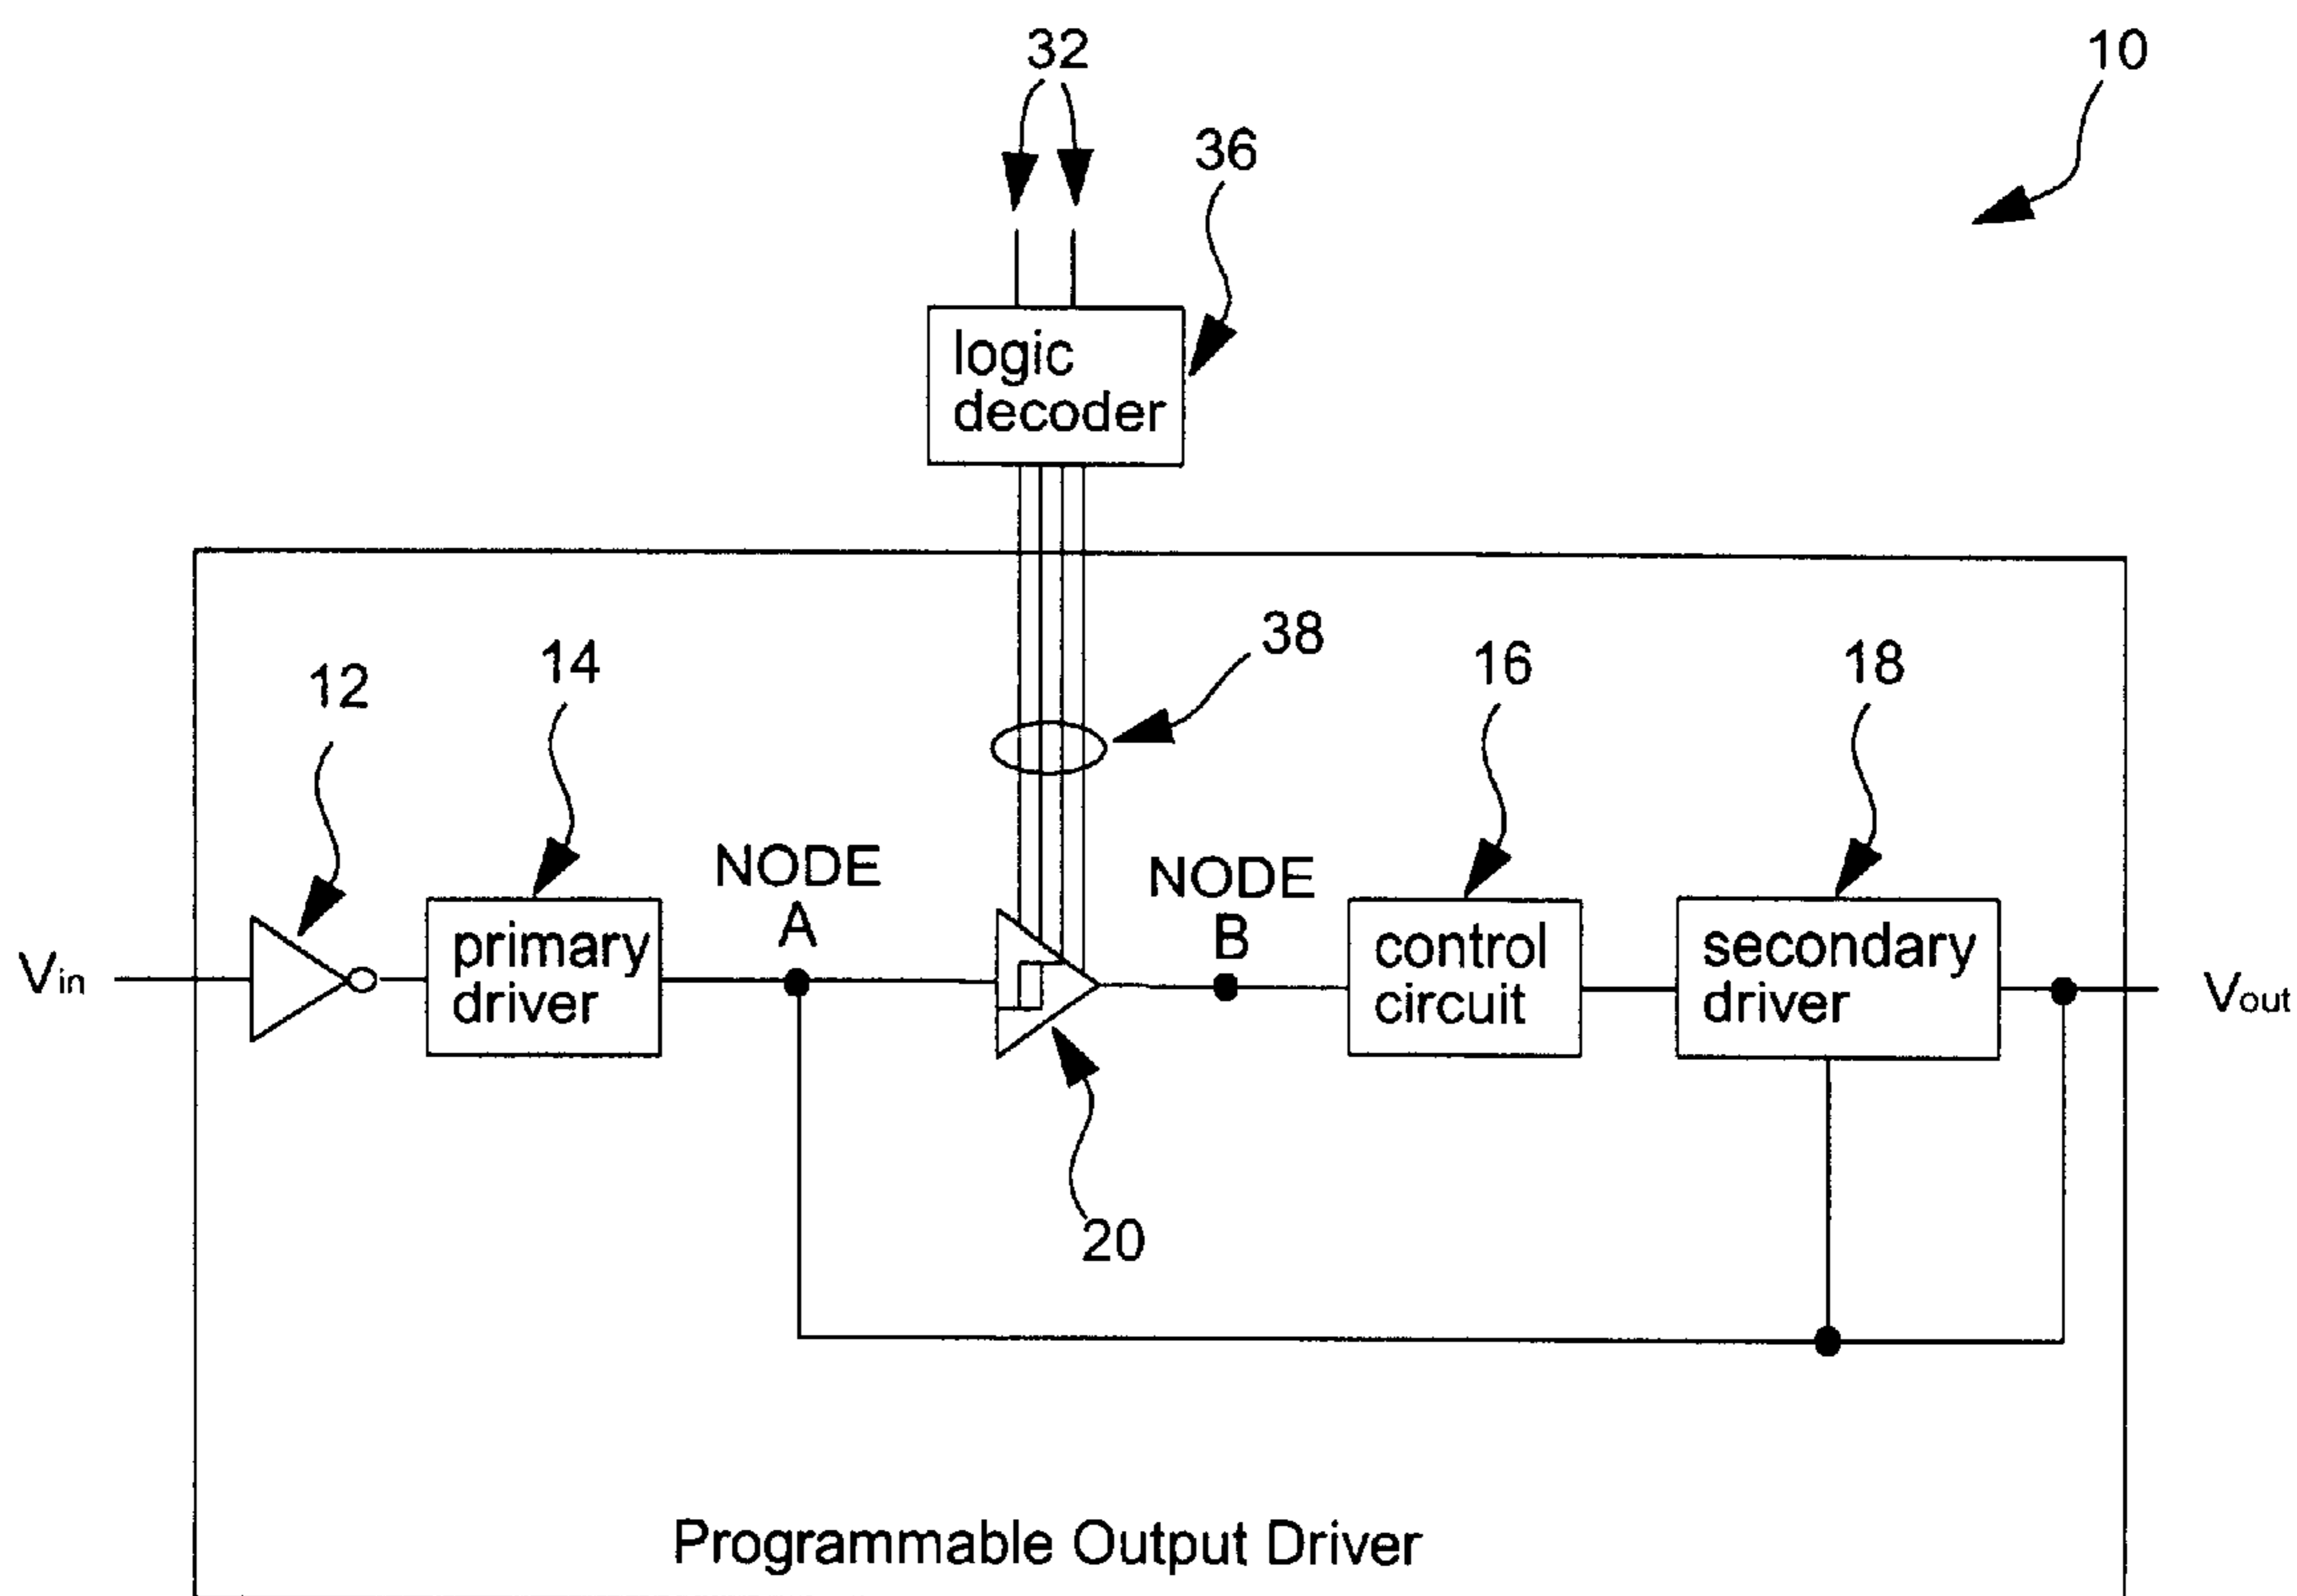 32
10
36
logic
decoder
38
12
14
16
18
NODE
A
NODE
B
Vin
primary
driver
control
circuit
secondary
driver
Vout
20
Programmable Output Driver